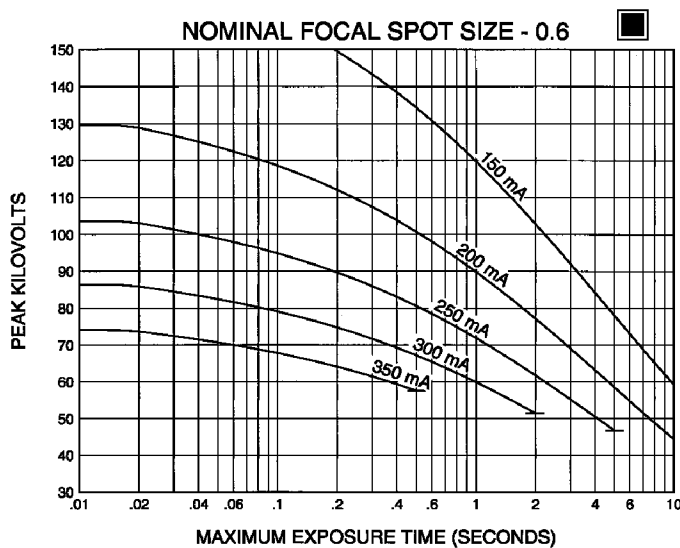 NOMINAL FOCAL SPOT SIZE - 0.6
PEAK KILOVOLTS
150
140
130
120
110
100
90
80
70
60
50
40
30
150 mA
200 mA
250 mA
300 mA
350 mA
.01 .02 .04 .06 .1 .2 .4 .6 1 2 4 6 10
MAXIMUM EXPOSURE TIME (SECONDS)